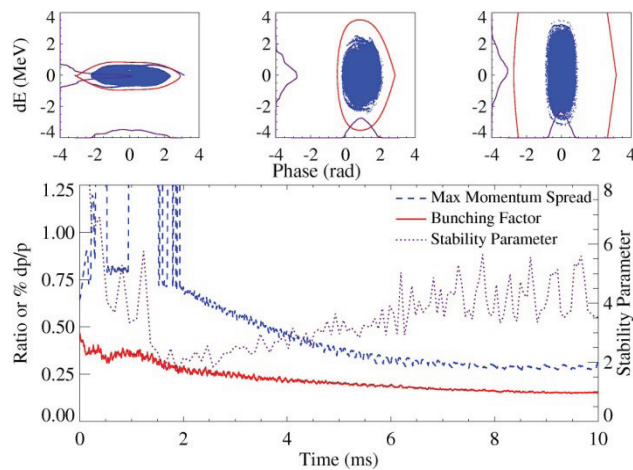 4
2
0
-2
-4
dE (MeV)
-4 -2 0 2 4
-4 -2 0 2 4
-4 -2 0 2 4
Phase (rad)
1.25
1.00
0.75
0.50
0.25
0.00
Ratio or % dp/p
Max Momentum Spread
Bunching Factor
Stability Parameter
8
6
4
2
0
Stability Parameter
0 2 4 6 8 10
Time (ms)